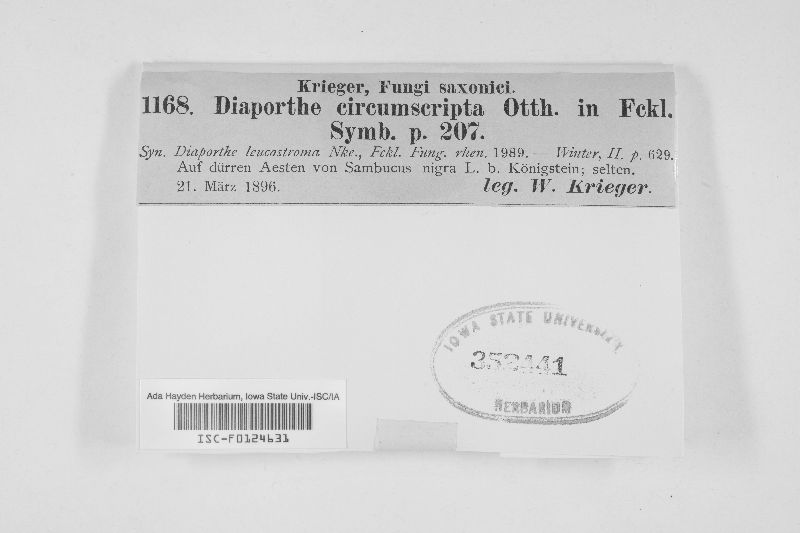 Krieger, Fungi saxonici.
1168. Diaporthe circumscripta Otth. in Fckl.
Symb. p. 207.
Syn. Diaporthe leucostroma Nke., Fckl. Fung. rhen. 1989. — Winter, II. p. 629.
Auf dürren Aesten von Sambucus nigra L. b. Königstein; selten.
21. März 1896. leg. W. Krieger.
IOWA STATE UNIVERSITY
352441
HERBARIUM
Ada Hayden Herbarium, Iowa State Univ.-ISC/IA
ISC-F0124631